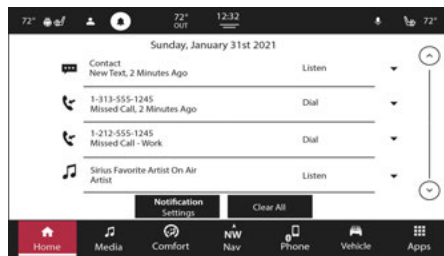 72° 72° 12:32 72°
OUT
Sunday, January 31st 2021
Contact
New Text, 2 Minutes Ago Listen
1-313-555-1245
Missed Call, 2 Minutes Ago Dial
1-212-555-1245
Missed Call - Work Dial
Sirius Favorite Artist On Air
Artist Listen
Notification
Settings
Clear All
NW
Home Media Comfort Nav Phone Vehicle Apps